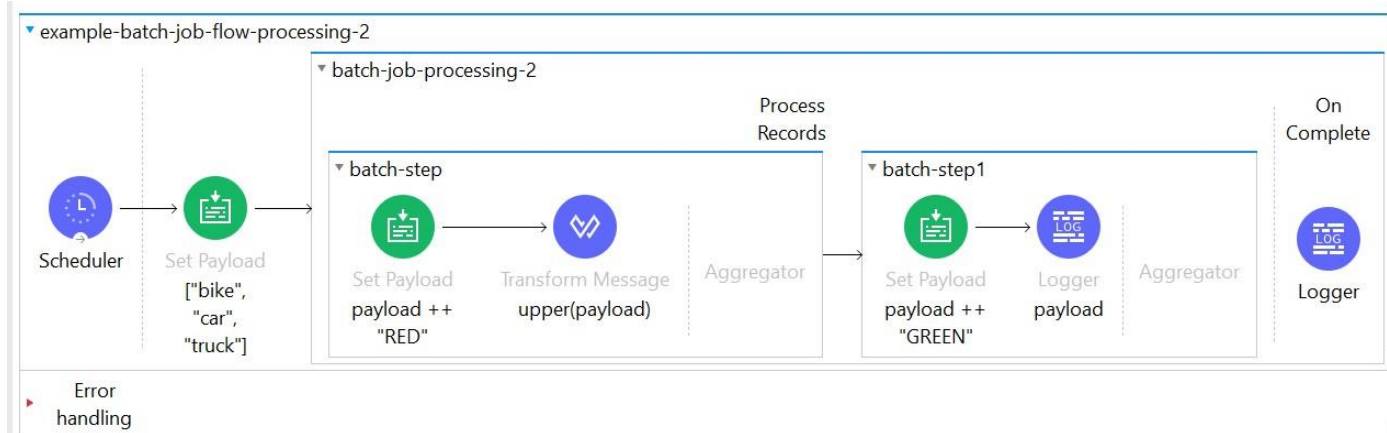 example-batch-job-flow-processing-2
batch-job-processing-2
Process
Records
On
Complete
batch-step
batch-step1
Scheduler
Set Payload
["bike",
"car",
"truck"]
Set Payload
payload ++
"RED"
Transform Message
upper(payload)
Aggregator
Set Payload
payload ++
"GREEN"
LOG
Logger
payload
Aggregator
LOG
Logger
Error
handling